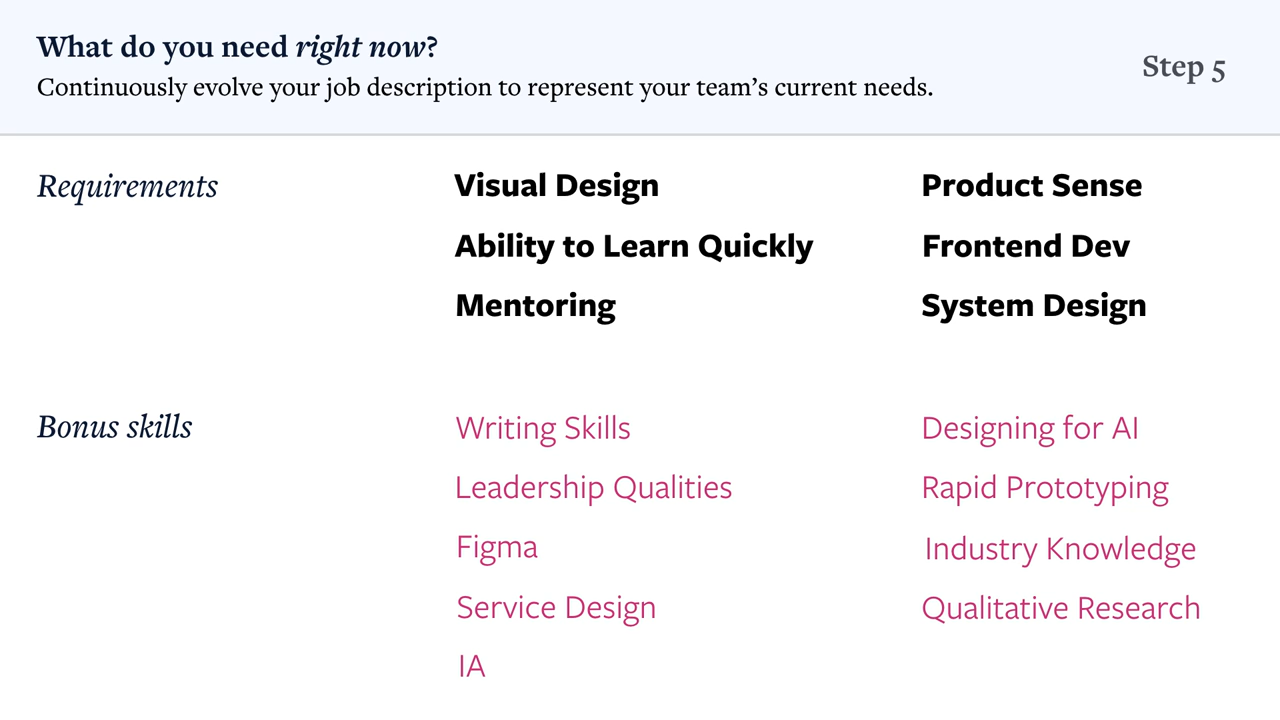 What do you need right now?
Continuously evolve your job description to represent your team’s current needs.
Step 5
Requirements
Visual Design
Ability to Learn Quickly
Mentoring
Product Sense
Frontend Dev
System Design
Bonus skills
Writing Skills
Leadership Qualities
Figma
Service Design
IA
Designing for AI
Rapid Prototyping
Industry Knowledge
Qualitative Research